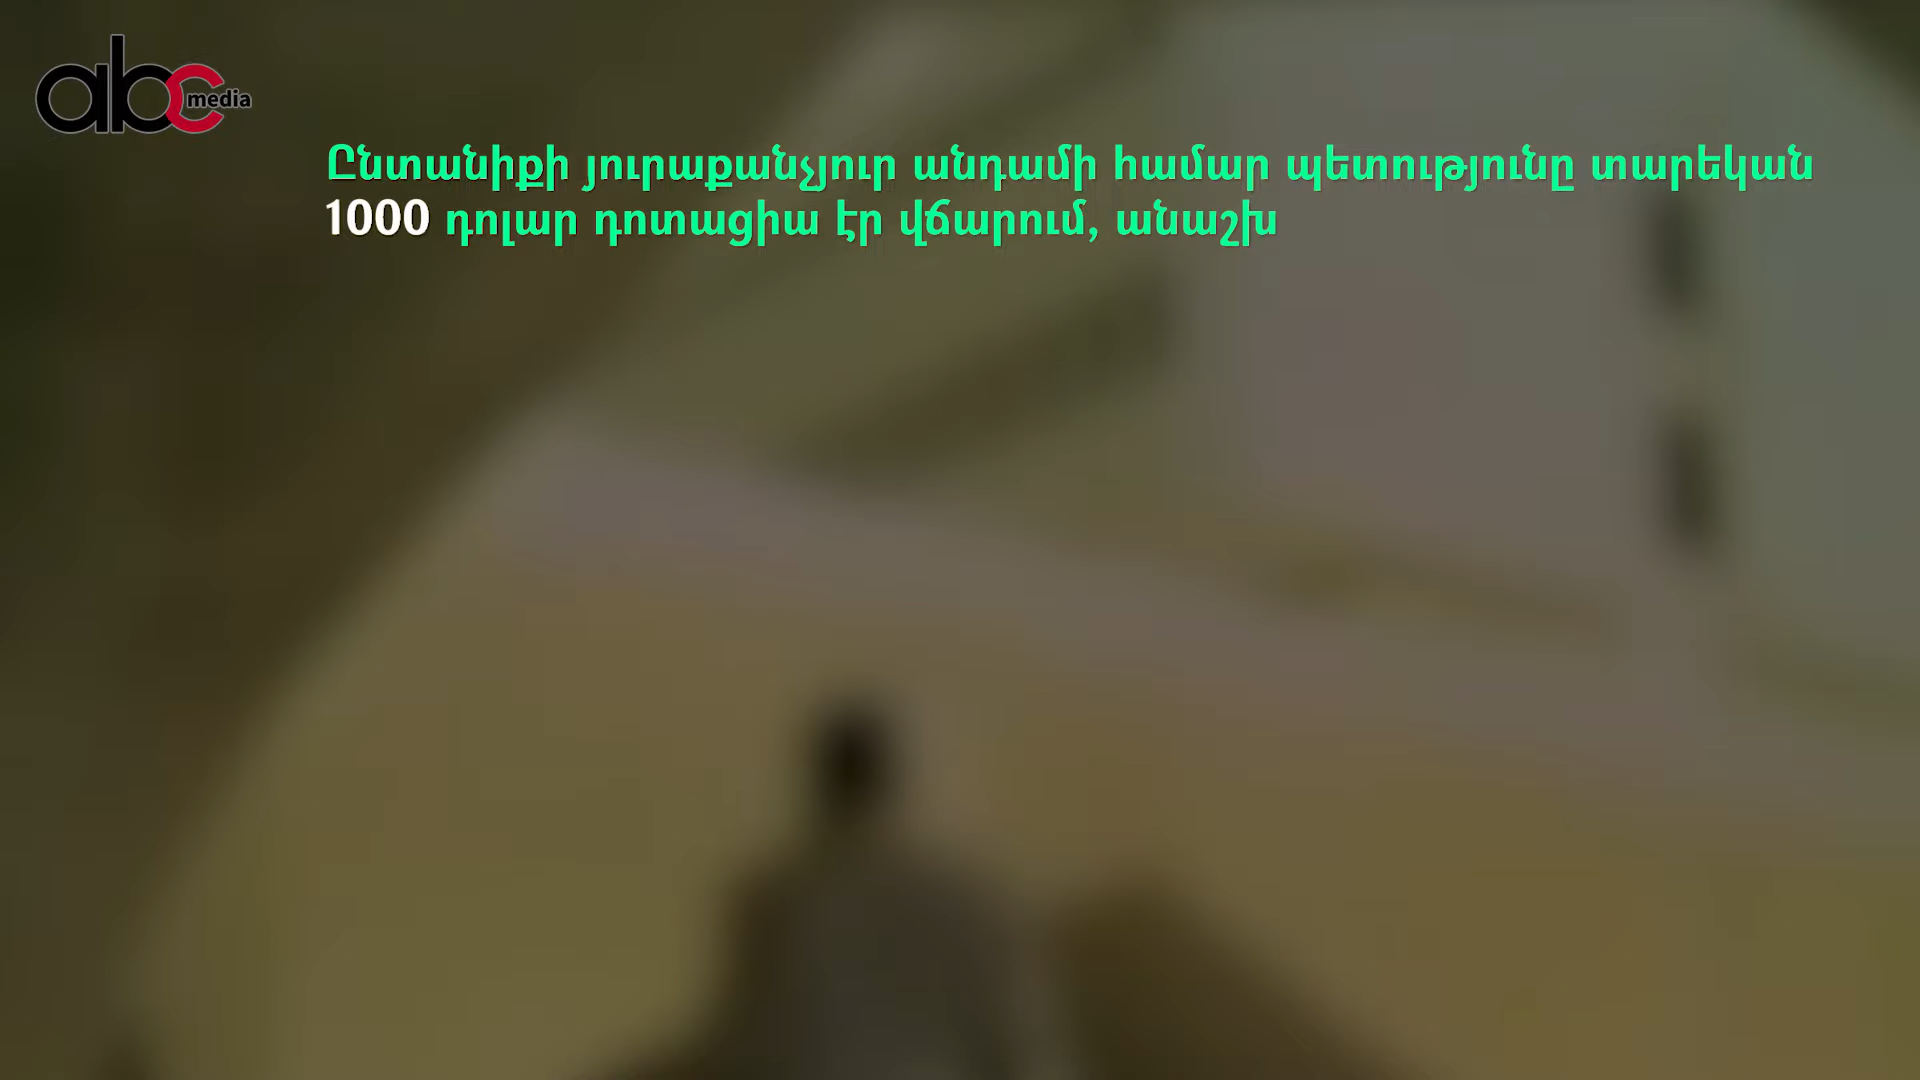 abc media
Ընտանիքի յուրաքանչյուր անդամի համար պետությունը տարեկան
1000 դոլար դոտացիա էր վճարում, անաշխ